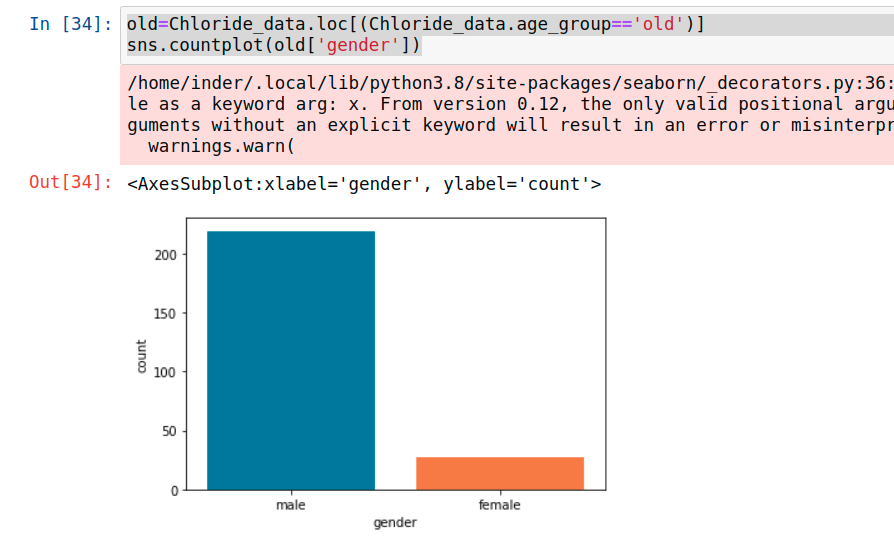 In [34]: old=Chloride_data.loc[(Chloride_data.age_group=='old')]
sns.countplot(old['gender'])
/home/inder/.local/lib/python3.8/site-packages/seaborn/_decorators.py:36:
le as a keyword arg: x. From version 0.12, the only valid positional argu
guments without an explicit keyword will result in an error or misinterpr
warnings.warn(
Out[34]: <AxesSubplot:xlabel='gender', ylabel='count'>
200
150
100
50
0
count
male female
gender